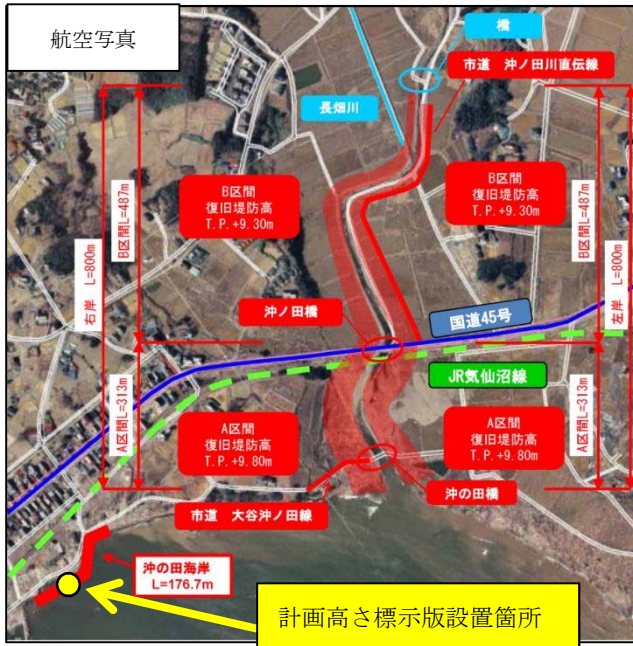 航空写真
橋
市道 沖ノ田川直伝線
長畑川
B区間
復旧堤防高
T.P.+9.30m
B区間
復旧堤防高
T.P.+9.30m
右岸 L=800m
B区間L=487m
B区間L=487m
左岸 L=800m
沖ノ田橋
国道45号
JR気仙沼線
A区間L=313m
A区間L=313m
A区間
復旧堤防高
T.P.+9.80m
A区間
復旧堤防高
T.P.+9.80m
市道 大谷沖ノ田線
沖の田橋
沖の田海岸
L=176.7m
計画高さ標示版設置箇所